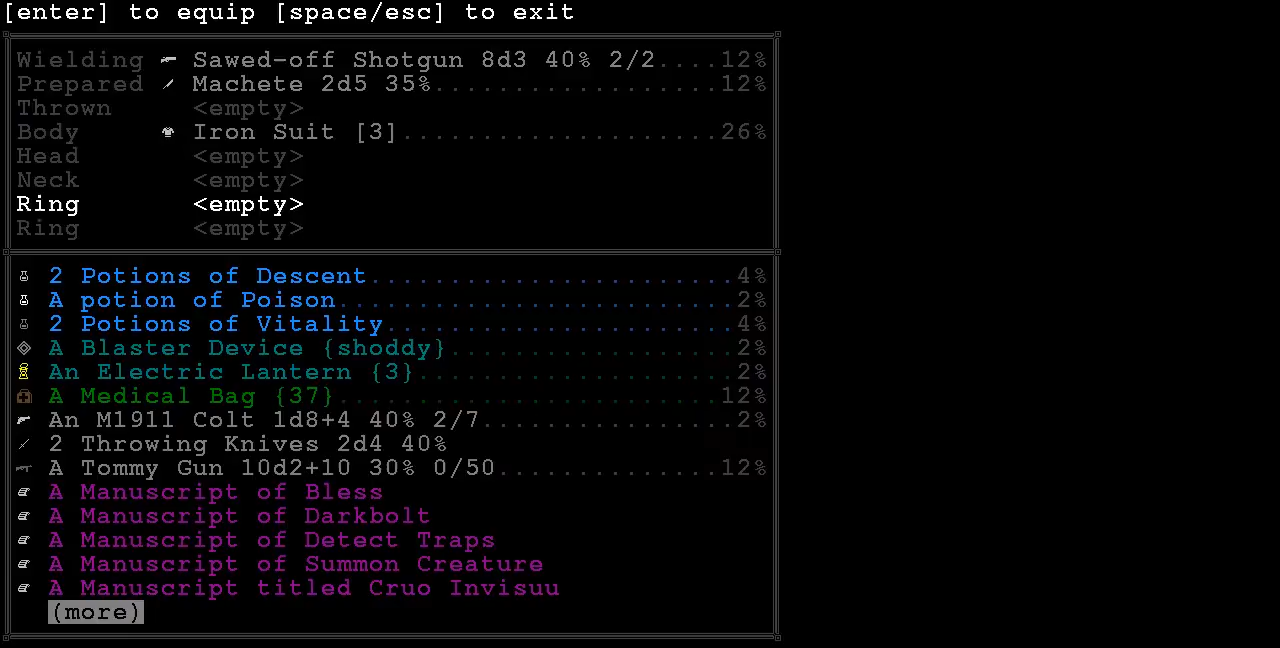 [enter] to equip [space/esc] to exit
Wielding Sawed-off Shotgun 8d3 40% 2/2....12%
Prepared Machete 2d5 35%..................12%
Thrown <empty>
Body Iron Suit [3]....................26%
Head <empty>
Neck <empty>
Ring <empty>
Ring <empty>
2 Potions of Descent.......................4%
A potion of Poison.........................2%
2 Potions of Vitality......................4%
A Blaster Device {shoddy}..................2%
An Electric Lantern {3}....................2%
A Medical Bag {37}........................12%
An M1911 Colt 1d8+4 40% 2/7................2%
2 Throwing Knives 2d4 40%
A Tommy Gun 10d2+10 30% 0/50..............12%
A Manuscript of Bless
A Manuscript of Darkbolt
A Manuscript of Detect Traps
A Manuscript of Summon Creature
A Manuscript titled Cruo Invisuu
(more)